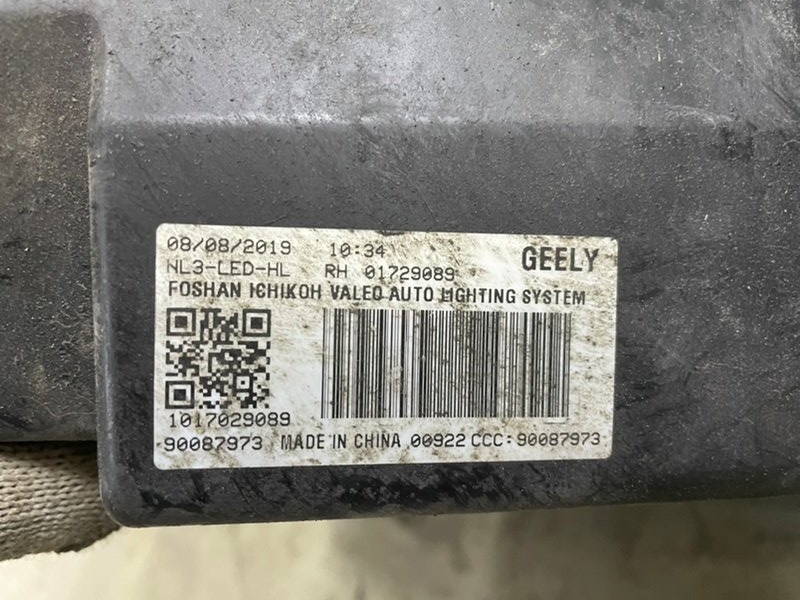 08/08/2019 10:34 GEELY
NL3-LED-HL RH 01729089
FOSHAN ICHIKOH VALEO AUTO LIGHTING SYSTEM
1017029089
90087973 MADE IN CHINA 00922 CCC: 90087973